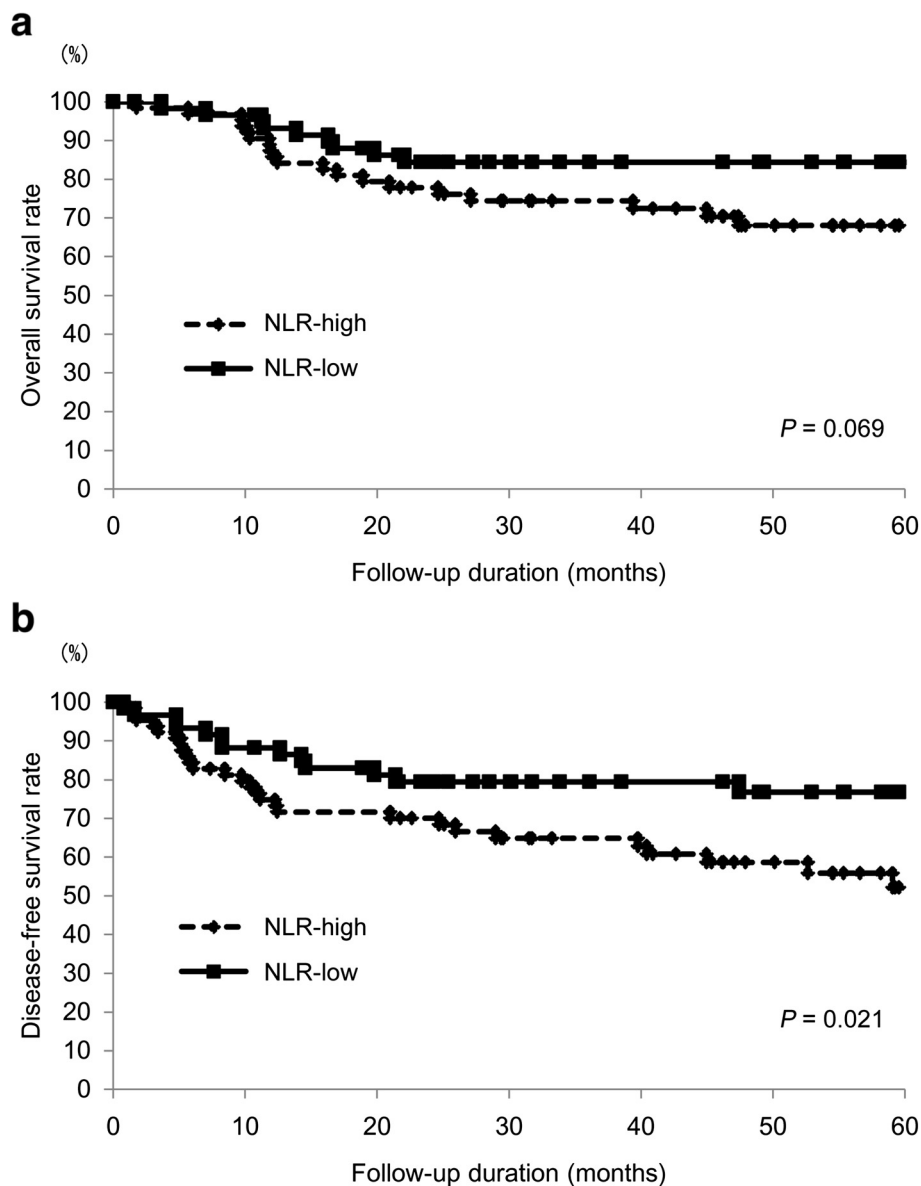 a
(%)
100
90
80
70
60
50
40
30
20
10
0
Overall survival rate
NLR-high
NLR-low
P = 0.069
0 10 20 30 40 50 60
Follow-up duration (months)
b
(%)
100
90
80
70
60
50
40
30
20
10
0
Disease-free survival rate
NLR-high
NLR-low
P = 0.021
0 10 20 30 40 50 60
Follow-up duration (months)